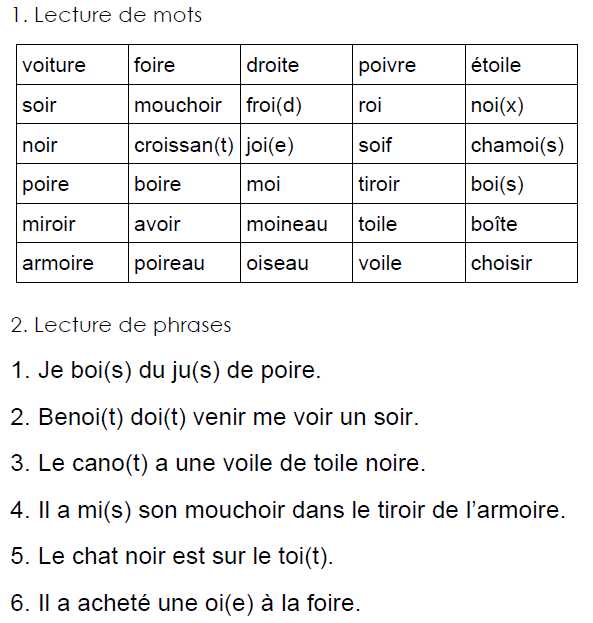 1. Lecture de mots
voiture foire droite poivre étoile
soir mouchoir froi(d) roi noi(x)
noir croissan(t) joi(e) soif chamoi(s)
poire boire moi tiroir boi(s)
miroir avoir moineau toile boîte
armoire poireau oiseau voile choisir
2. Lecture de phrases
1. Je boi(s) du ju(s) de poire.
2. Benoi(t) doi(t) venir me voir un soir.
3. Le cano(t) a une voile de toile noire.
4. Il a mi(s) son mouchoir dans le tiroir de l’armoire.
5. Le chat noir est sur le toi(t).
6. Il a acheté une oi(e) à la foire.